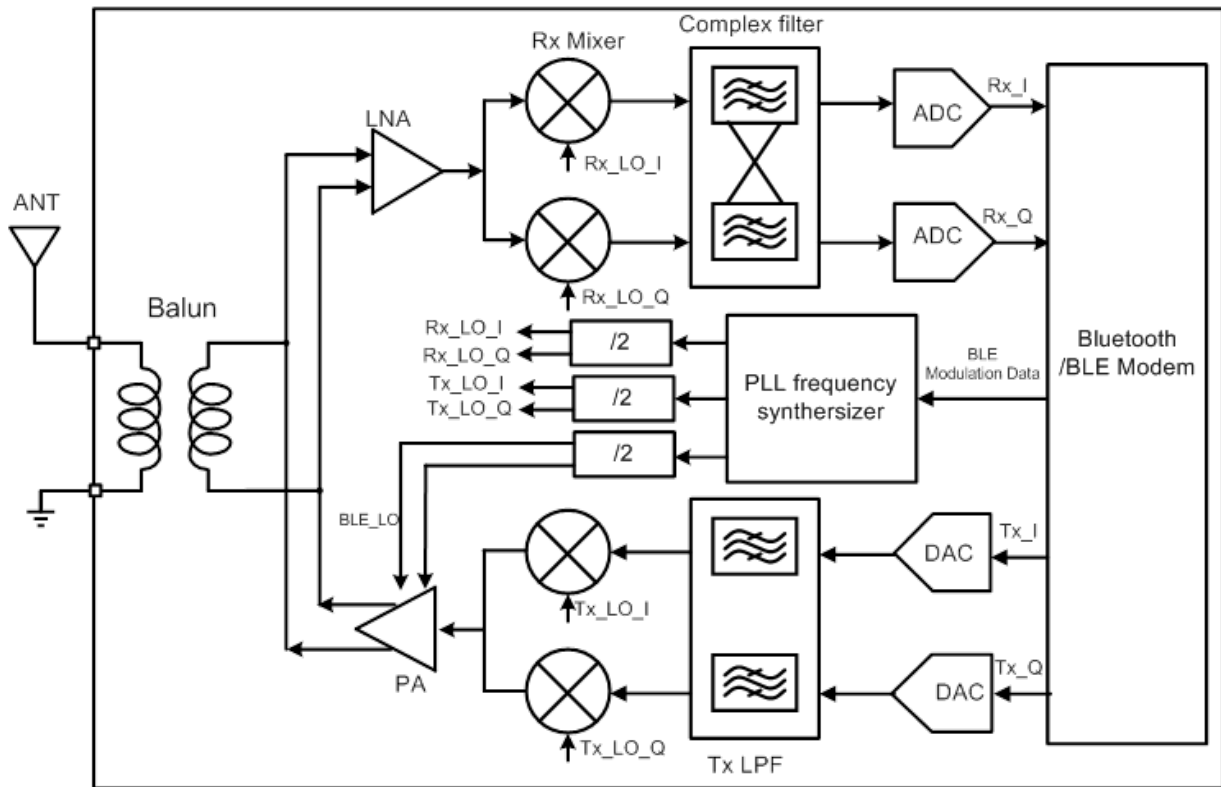 Complex filter
Rx Mixer
LNA
ADC
Rx_I
Rx_LO_I
ANT
ADC
Rx_Q
Rx_LO_Q
Balun
Rx_LO_I
Rx_LO_Q
/2
Tx_LO_I
Tx_LO_Q
/2
/2
PLL frequency
synthersizer
BLE
Modulation Data
Bluetooth
/BLE Modem
BLE_LO
DAC
Tx_I
Tx_LO_I
PA
DAC
Tx_Q
Tx_LO_Q
Tx LPF